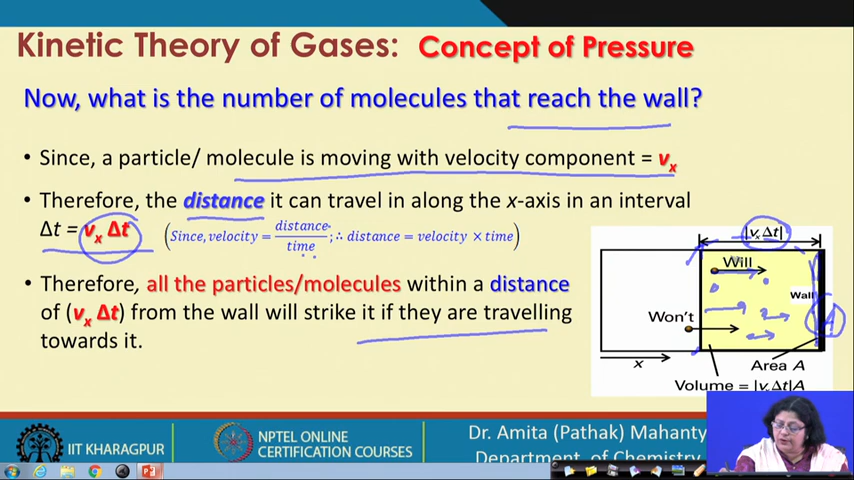 Kinetic Theory of Gases: Concept of Pressure
Now, what is the number of molecules that reach the wall?
• Since, a particle/ molecule is moving with velocity component = vₓ
• Therefore, the distance it can travel in along the x-axis in an interval
Δt = vₓ Δt (Since, velocity = distance/time ; ∴ distance = velocity × time)
• Therefore, all the particles/molecules within a distance
of (vₓ Δt) from the wall will strike it if they are travelling
towards it.
|vₓΔt|
Will
Wall
A
Won't
x
Area A
Volume = |vₓΔt|A
IIT KHARAGPUR
NPTEL ONLINE
CERTIFICATION COURSES
Dr. Amita (Pathak) Mahanty
Department of Chemistry